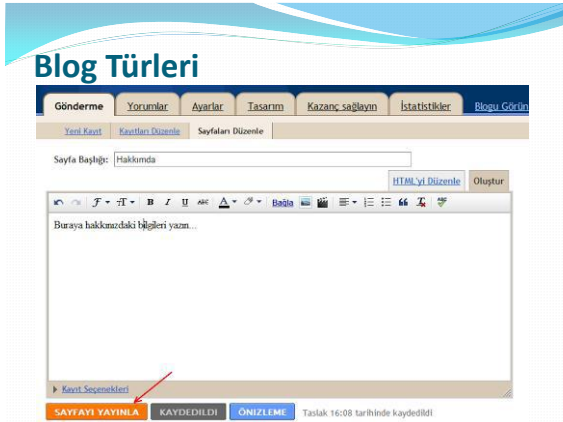 Blog Türleri
Gönderme Yorumlar Ayarlar Tasarım Kazanç sağlayın İstatistikler Blogu Görün
Yeni Kayıt Kayıtları Düzenle Sayfaları Düzenle
Sayfa Başlığı: Hakkımda
HTML'yi Düzenle Oluştur
B I U ABC A Bağla
Buraya hakkınızdaki bilgileri yazın...
Kayıt Seçenekleri
SAYFAYI YAYINLA KAYDEDİLDİ ÖNİZLEME Taslak 16:08 tarihinde kaydedildi